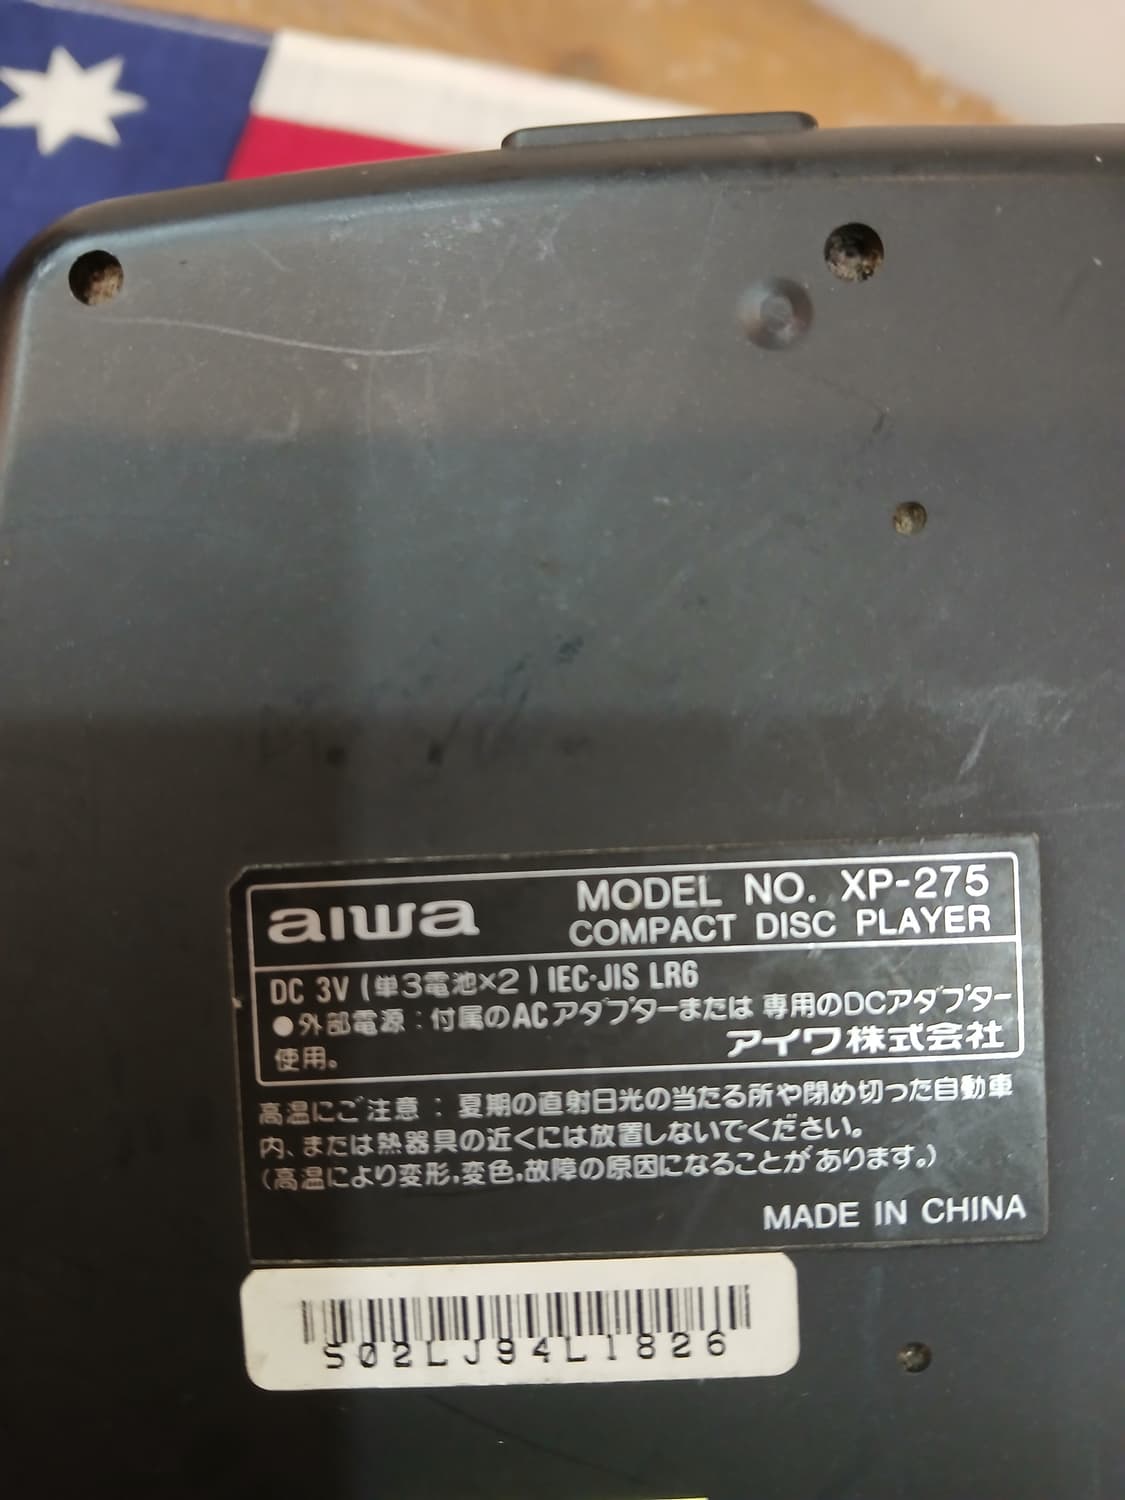 aiwa
MODEL NO. XP-275
COMPACT DISC PLAYER
DC 3V (単3電池×2) IEC·JIS LR6
●外部電源：付属のACアダプターまたは 専用のDCアダプター
使用。
アイワ株式会社
高温にご注意：夏期の直射日光の当たる所や閉め切った自動車
内、または熱器具の近くには放置しないでください。
（高温により変形,変色,故障の原因になることがあります。）
MADE IN CHINA
S02LJ94L1826